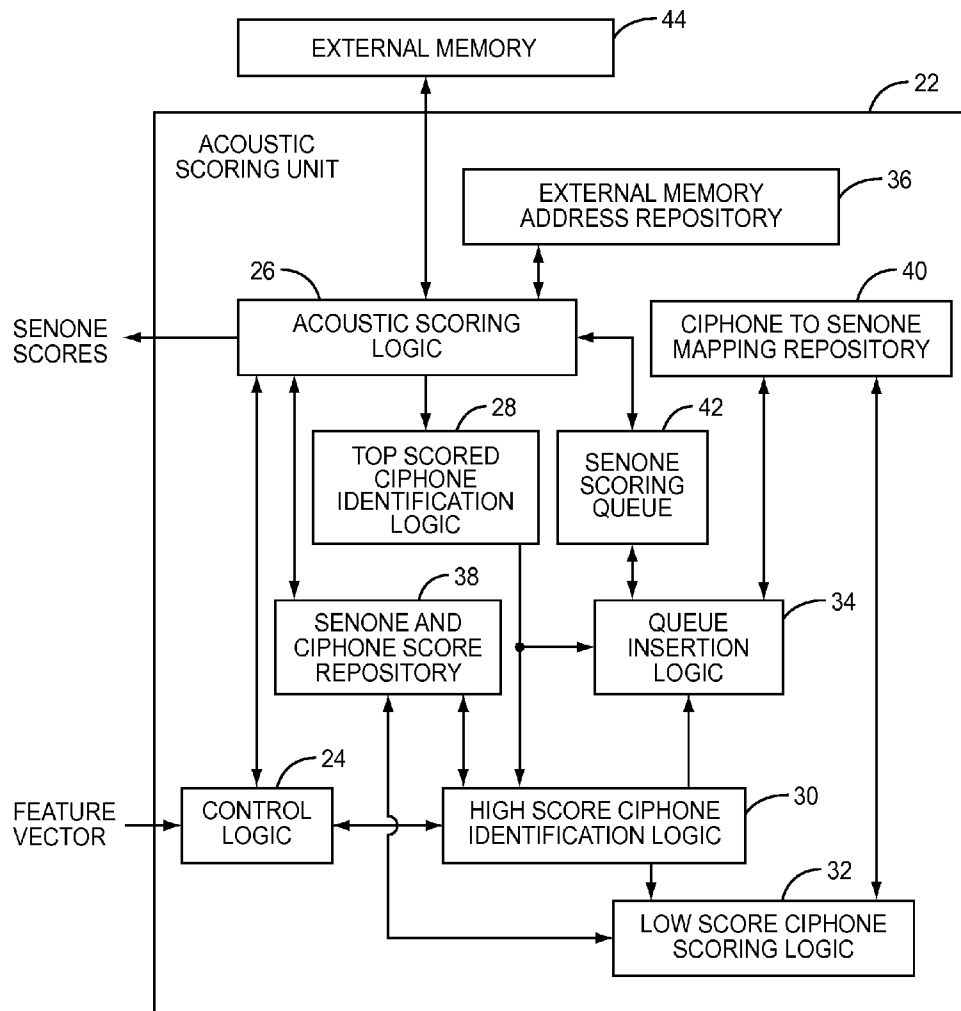 44
EXTERNAL MEMORY
22
ACOUSTIC
SCORING UNIT
36
EXTERNAL MEMORY
ADDRESS REPOSITORY
26
40
SENONE
SCORES
ACOUSTIC SCORING
LOGIC
CIPHONE TO SENONE
MAPPING REPOSITORY
28
42
TOP SCORED
CIPHONE
IDENTIFICATION
LOGIC
SENONE
SCORING
QUEUE
38
34
SENONE AND
CIPHONE SCORE
REPOSITORY
QUEUE
INSERTION
LOGIC
24
30
FEATURE
VECTOR
CONTROL
LOGIC
HIGH SCORE CIPHONE
IDENTIFICATION LOGIC
32
LOW SCORE CIPHONE
SCORING LOGIC